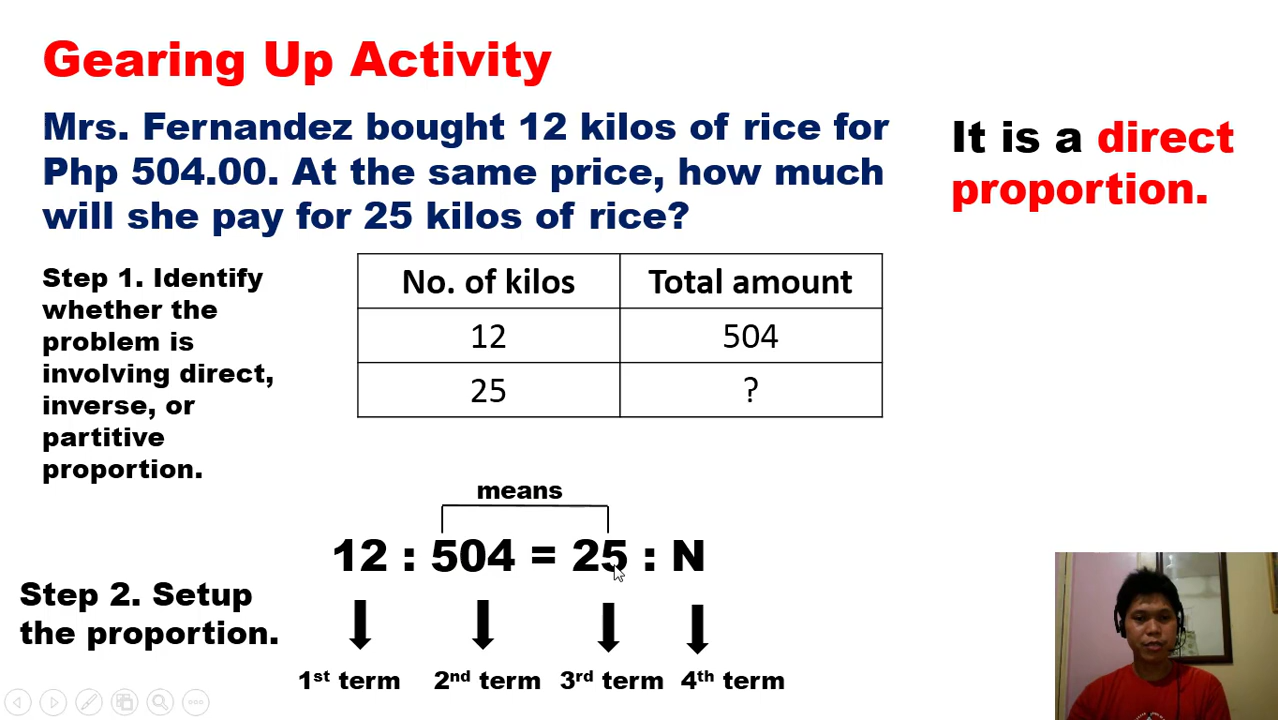 Gearing Up Activity
Mrs. Fernandez bought 12 kilos of rice for
Php 504.00. At the same price, how much
will she pay for 25 kilos of rice?
It is a direct
proportion.
Step 1. Identify
whether the
problem is
involving direct,
inverse, or
partitive
proportion.
No. of kilos Total amount
12 504
25 ?
means
12 : 504 = 25 : N
Step 2. Setup
the proportion.
1st term 2nd term 3rd term 4th term